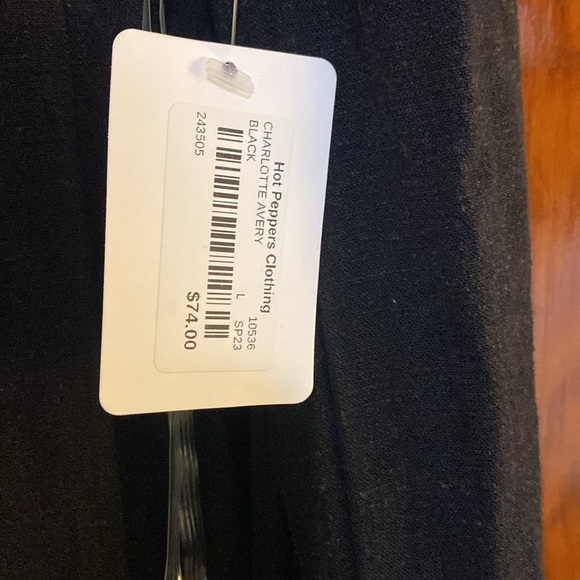 Hot Peppers Clothing
CHARLOTTE AVERY 10536
BLACK L SP23
243505 $74.00